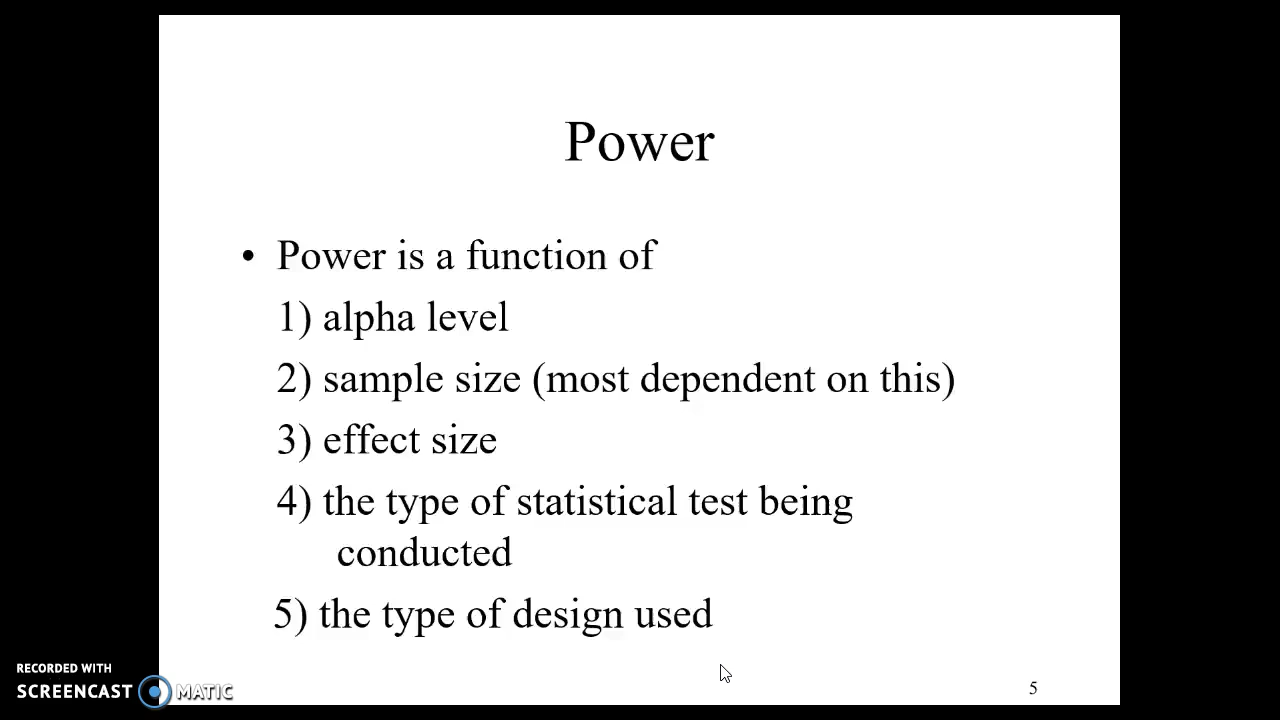 Power
• Power is a function of
1) alpha level
2) sample size (most dependent on this)
3) effect size
4) the type of statistical test being
conducted
5) the type of design used
RECORDED WITH
SCREENCAST MATIC
5